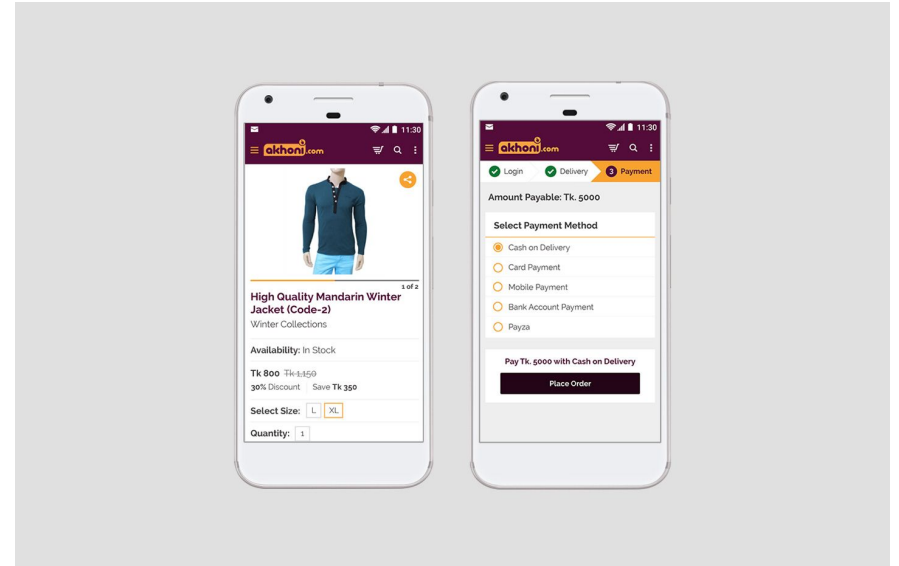 11:30
akhoni.com
1 of 2
High Quality Mandarin Winter
Jacket (Code-2)
Winter Collections
Availability: In Stock
Tk 800 Tk 1,150
30% Discount Save Tk 350
Select Size: L XL
Quantity: 1
11:30
akhoni.com
Login Delivery 3 Payment
Amount Payable: Tk. 5000
Select Payment Method
Cash on Delivery
Card Payment
Mobile Payment
Bank Account Payment
Payza
Pay Tk. 5000 with Cash on Delivery
Place Order